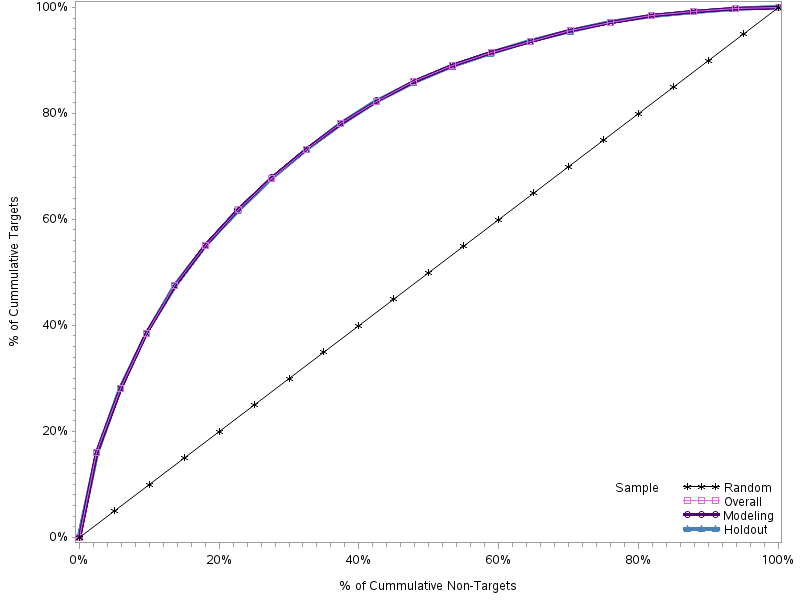 100%
80%
60%
40%
20%
0%
% of Cummulative Targets
0% 20% 40% 60% 80% 100%
% of Cummulative Non-Targets
Sample
Random
Overall
Modeling
Holdout